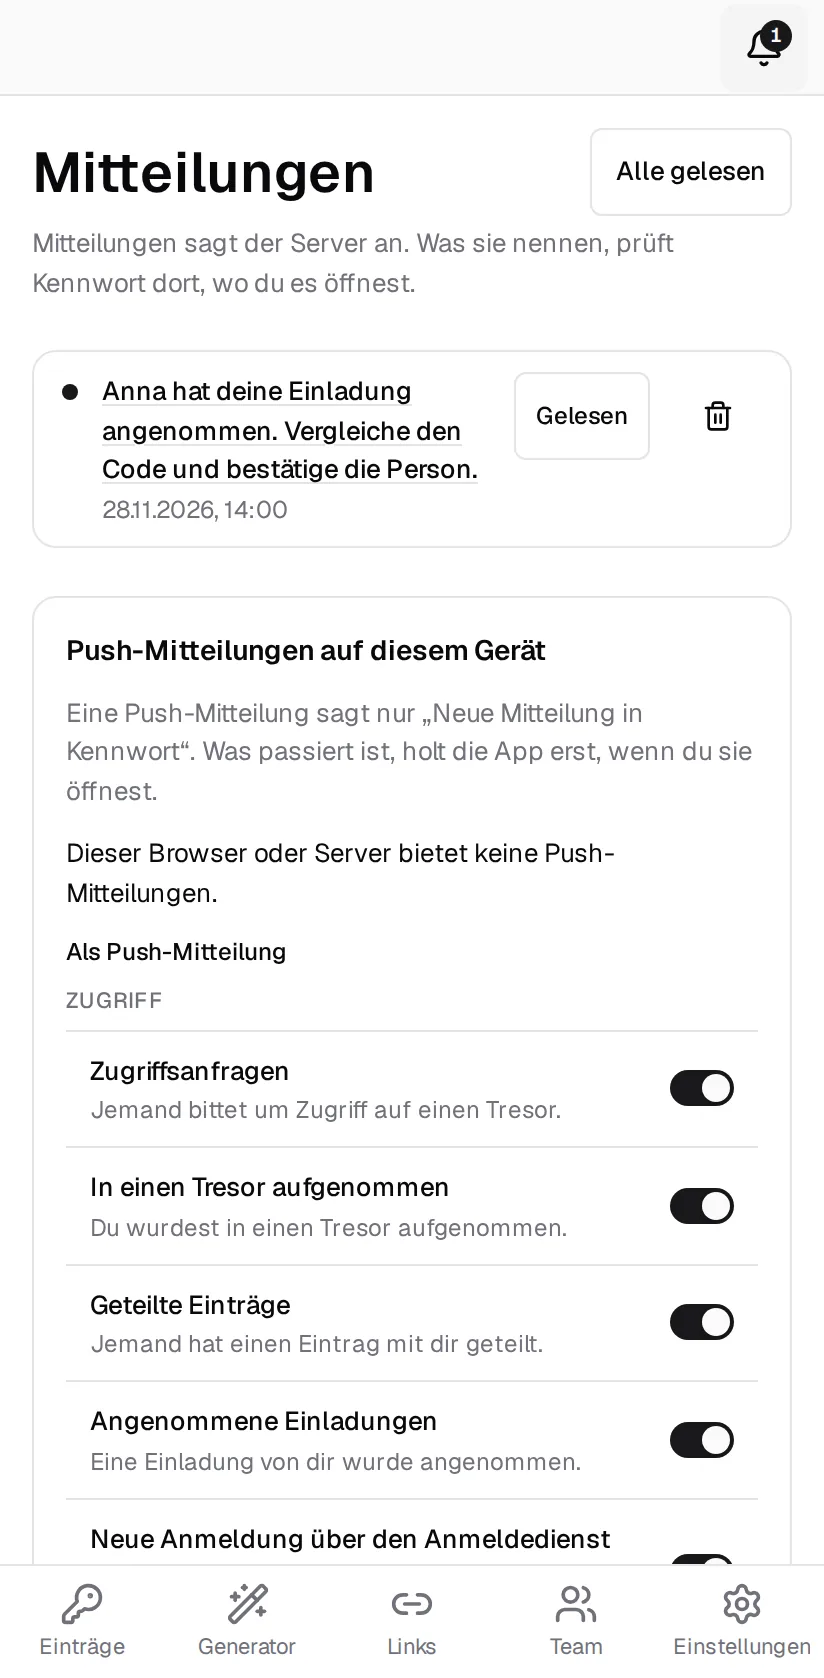 1
Mitteilungen
Alle gelesen
Mitteilungen sagt der Server an. Was sie nennen, prüft
Kennwort dort, wo du es öffnest.
Anna hat deine Einladung
angenommen. Vergleiche den
Code und bestätige die Person.
28.11.2026, 14:00
Gelesen
Push-Mitteilungen auf diesem Gerät
Eine Push-Mitteilung sagt nur „Neue Mitteilung in
Kennwort“. Was passiert ist, holt die App erst, wenn du sie
öffnest.
Dieser Browser oder Server bietet keine Push-
Mitteilungen.
Als Push-Mitteilung
ZUGRIFF
Zugriffsanfragen
Jemand bittet um Zugriff auf einen Tresor.
In einen Tresor aufgenommen
Du wurdest in einen Tresor aufgenommen.
Geteilte Einträge
Jemand hat einen Eintrag mit dir geteilt.
Angenommene Einladungen
Eine Einladung von dir wurde angenommen.
Neue Anmeldung über den Anmeldedienst
Einträge
Generator
Links
Team
Einstellungen